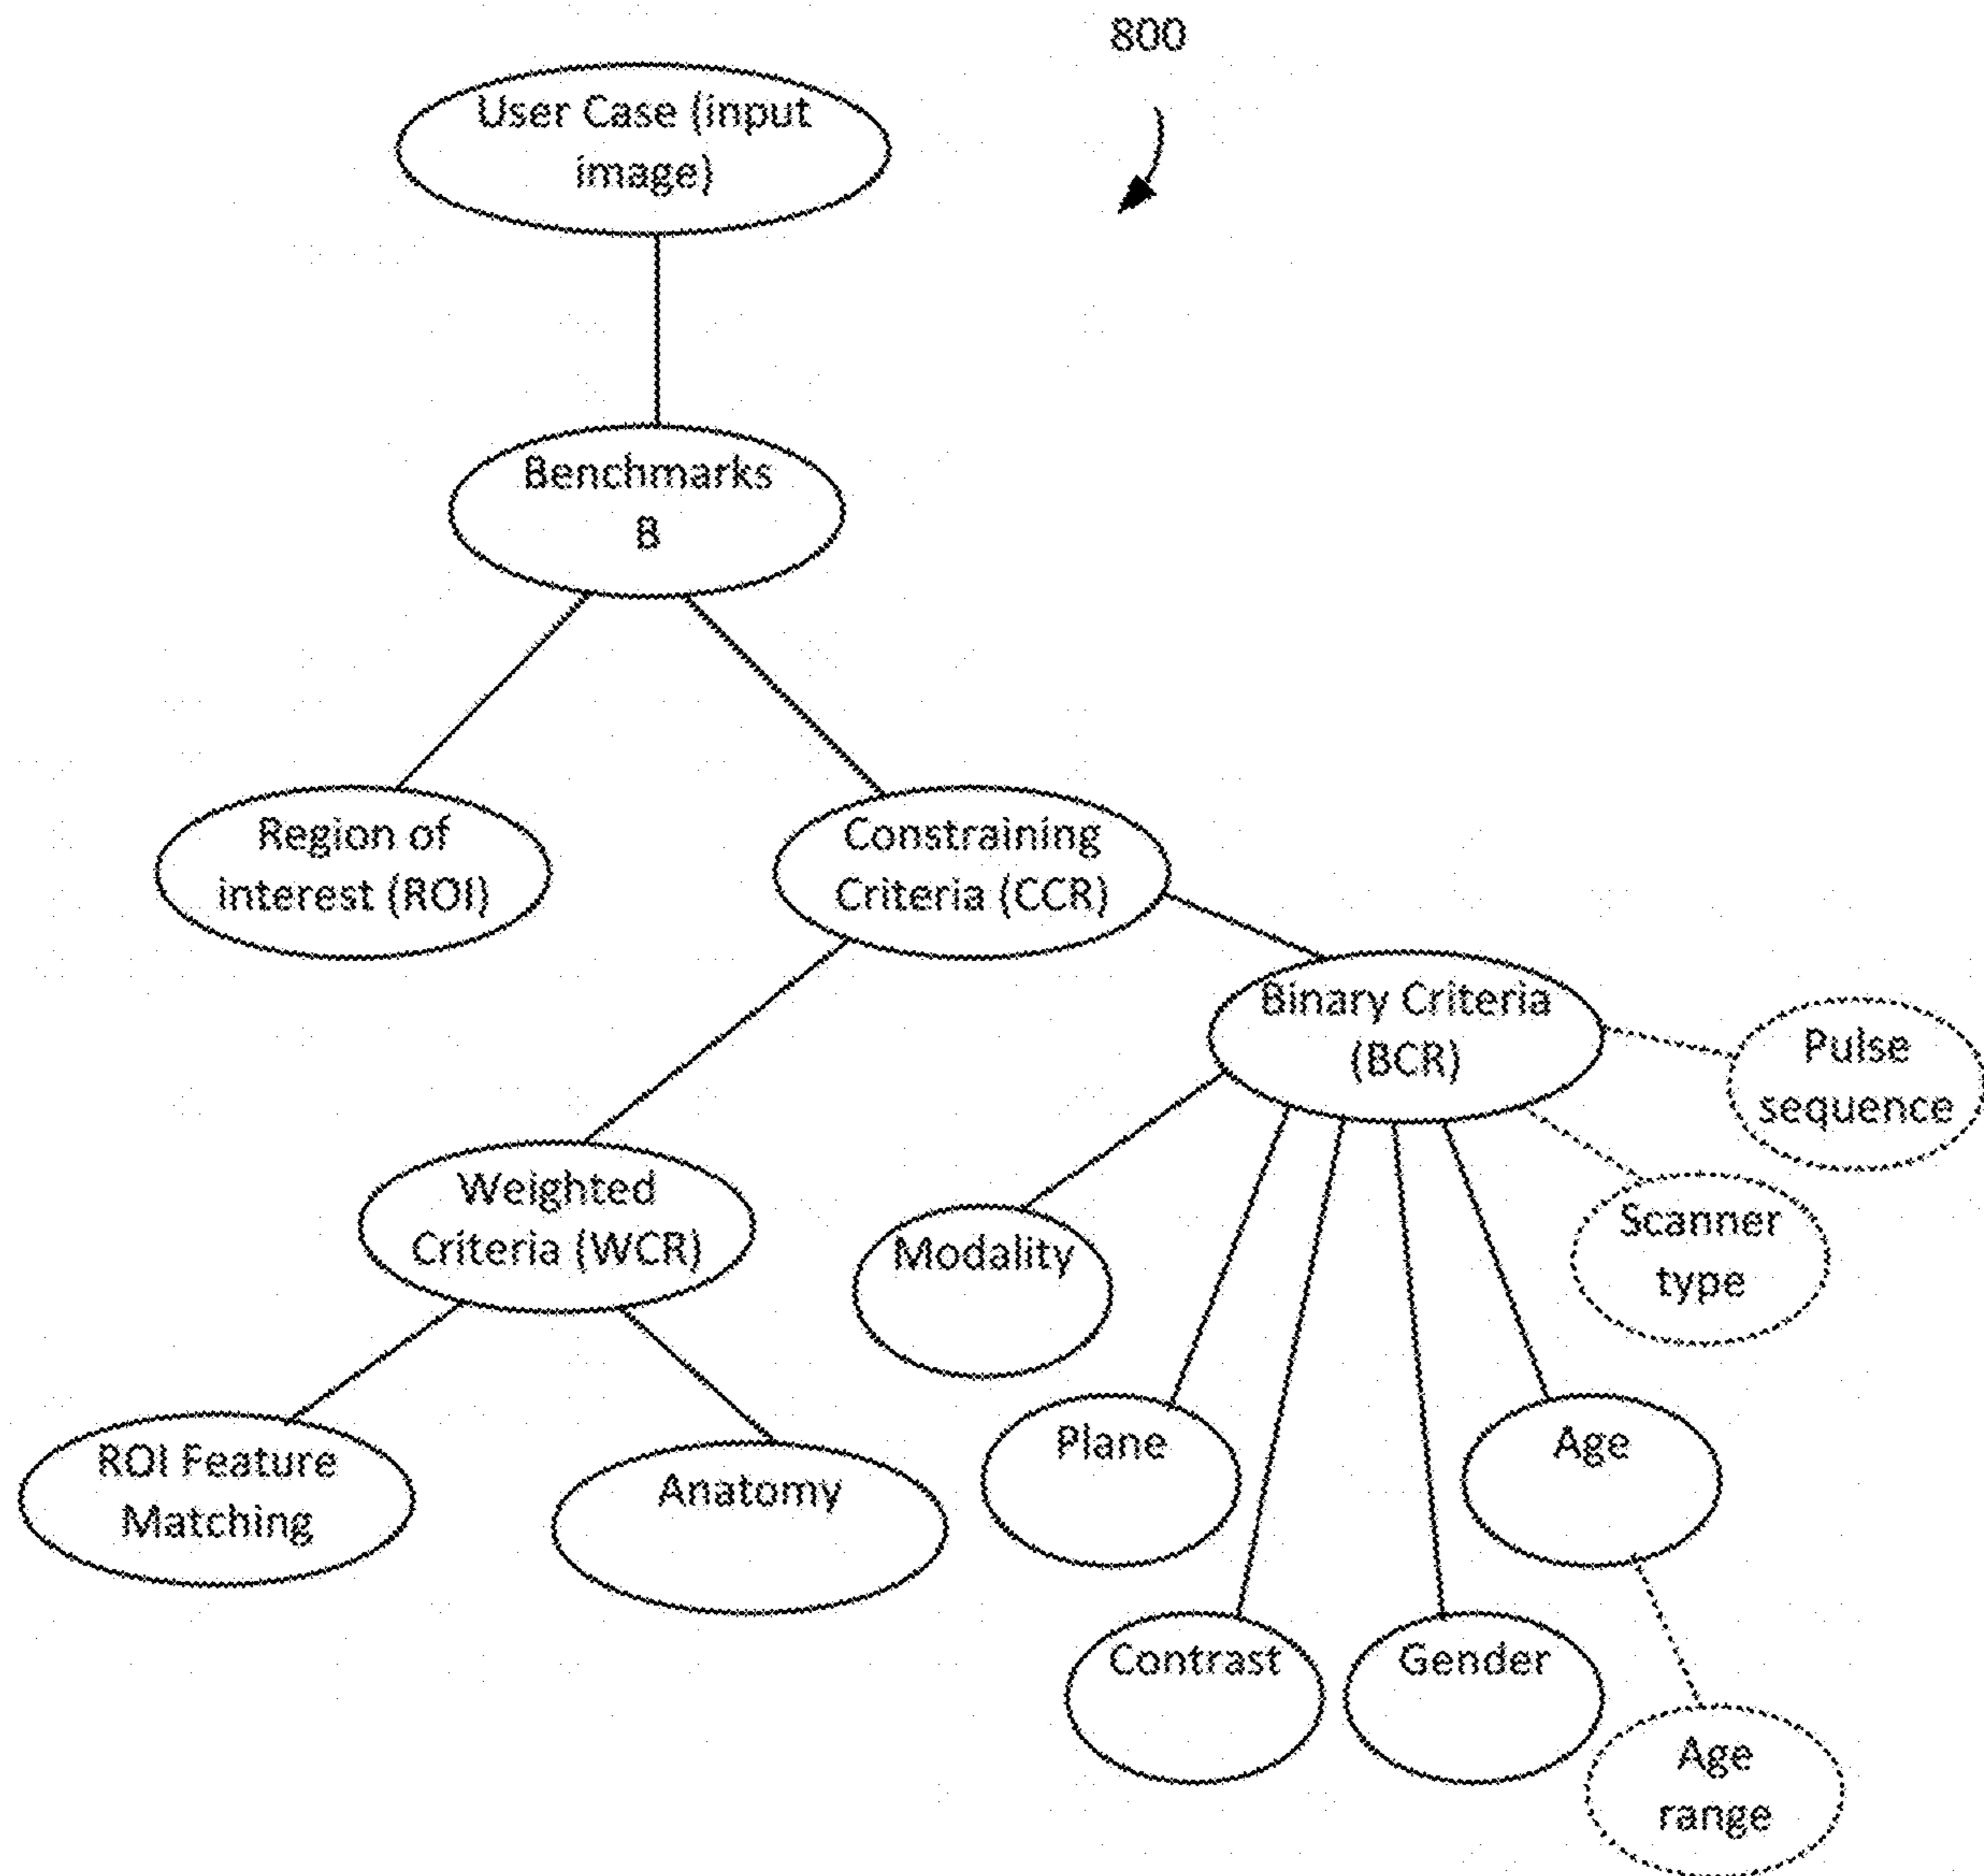 800
User Case (input
image)
Benchmarks
B
Region of
interest (ROI)
Constraining
Criteria (CCR)
Binary Criteria
(BCR)
Pulse
sequence
Weighted
Criteria (WCR)
Modality
Scanner
type
ROI Feature
Matching
Anatomy
Plane
Age
Contrast
Gender
Age
range